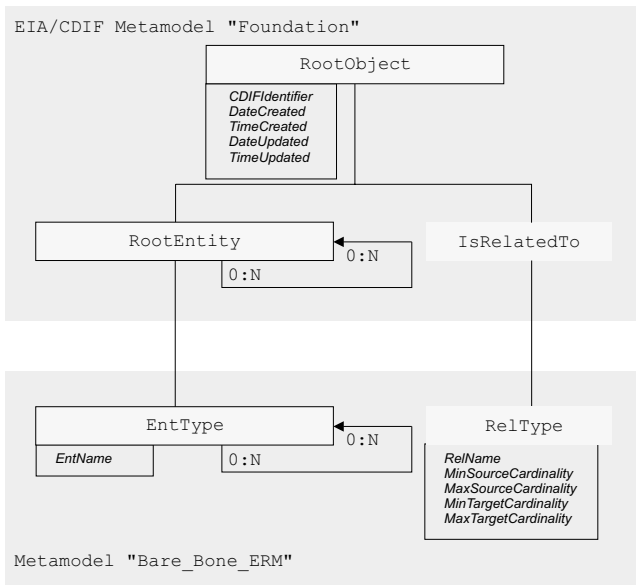 EIA/CDIF Metamodel "Foundation"
RootObject
CDIFIdentifier
DateCreated
TimeCreated
DateUpdated
TimeUpdated
RootEntity
IsRelatedTo
0:N
0:N
EntType
RelType
0:N
0:N
EntName
RelName
MinSourceCardinality
MaxSourceCardinality
MinTargetCardinality
MaxTargetCardinality
Metamodel "Bare_Bone_ERM"